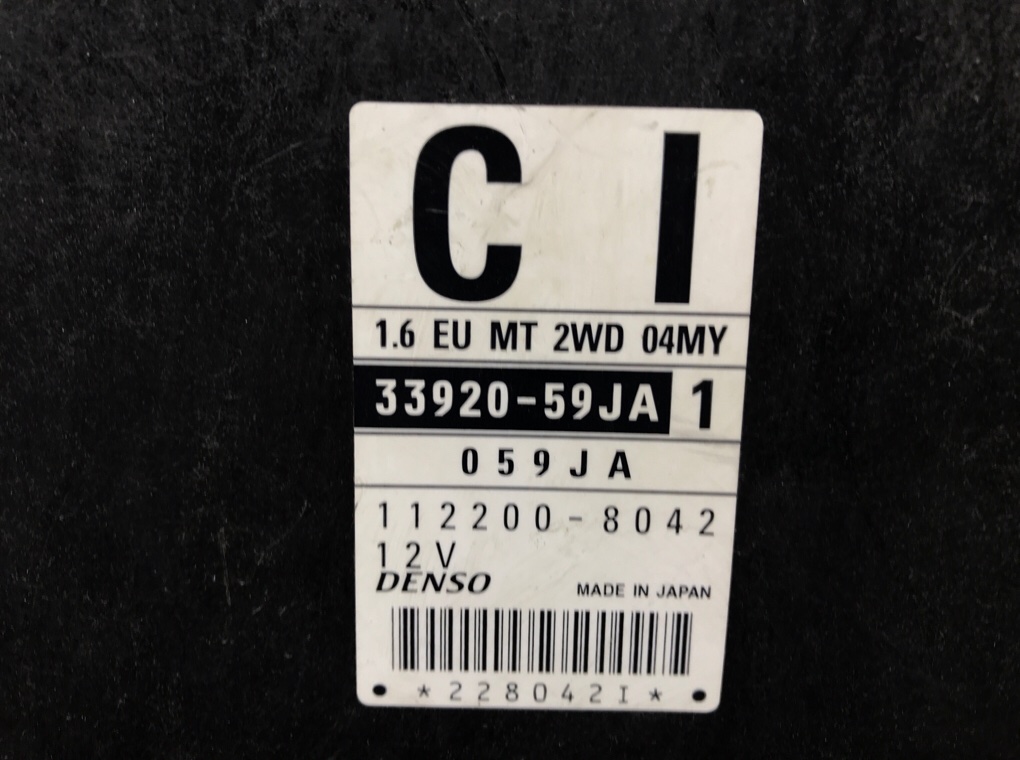 C I
1.6 EU MT 2WD 04MY
33920-59JA 1
059JA
112200-8042
12V
DENSO MADE IN JAPAN
*228042I*